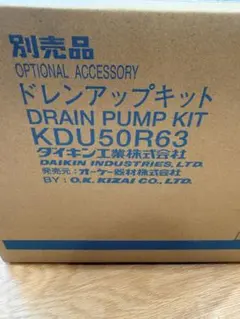 別売品
OPTIONAL ACCESSORY
ドレンアップキット
DRAIN PUMP KIT
KDU50R63
ダイキン工業株式会社
DAIKIN INDUSTRIES, LTD.
発売元:オーケー器材株式会社
BY : O.K. KIZAI CO., LTD.